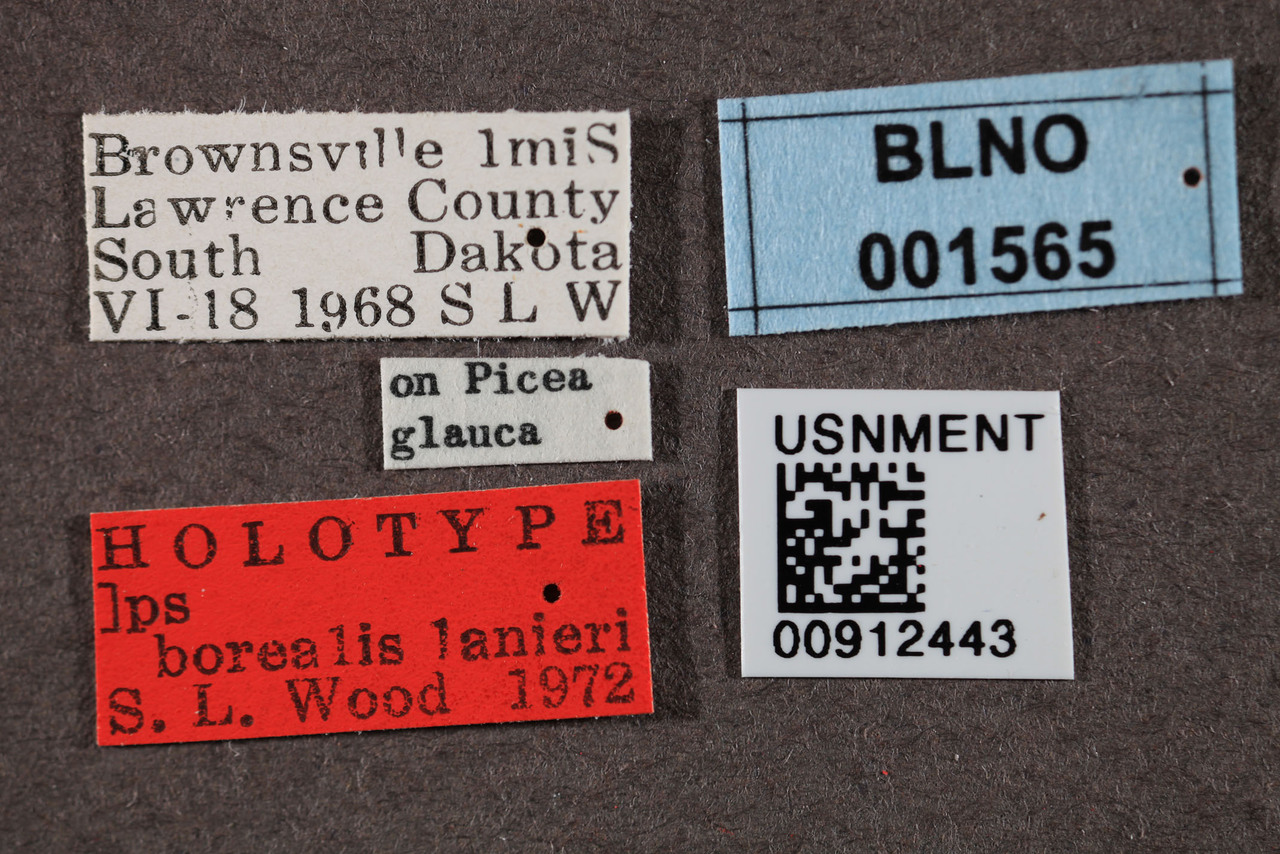 Brownsville 1miS
Lawrence County
South Dakota
VI-18 1968 S L W
on Picea
glauca
HOLOTYPE
Ips
borealis lanieri
S. L. Wood 1972
BLNO
001565
USNMENT
00912443